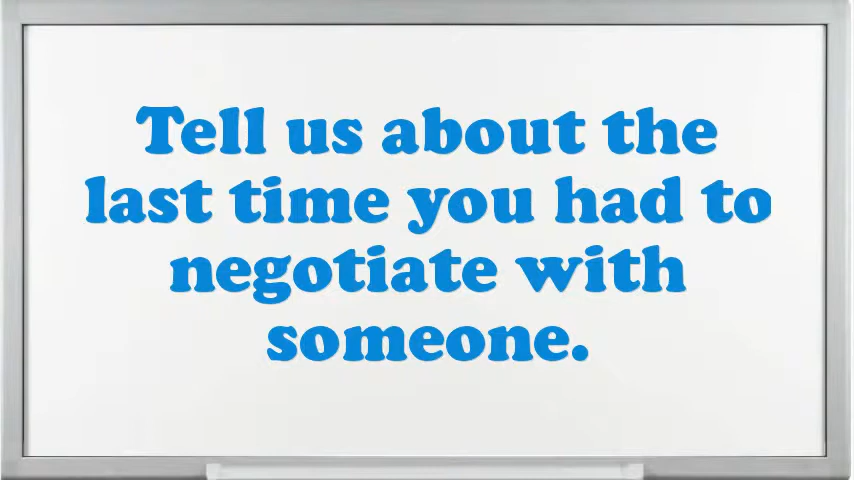 Tell us about the
last time you had to
negotiate with
someone.